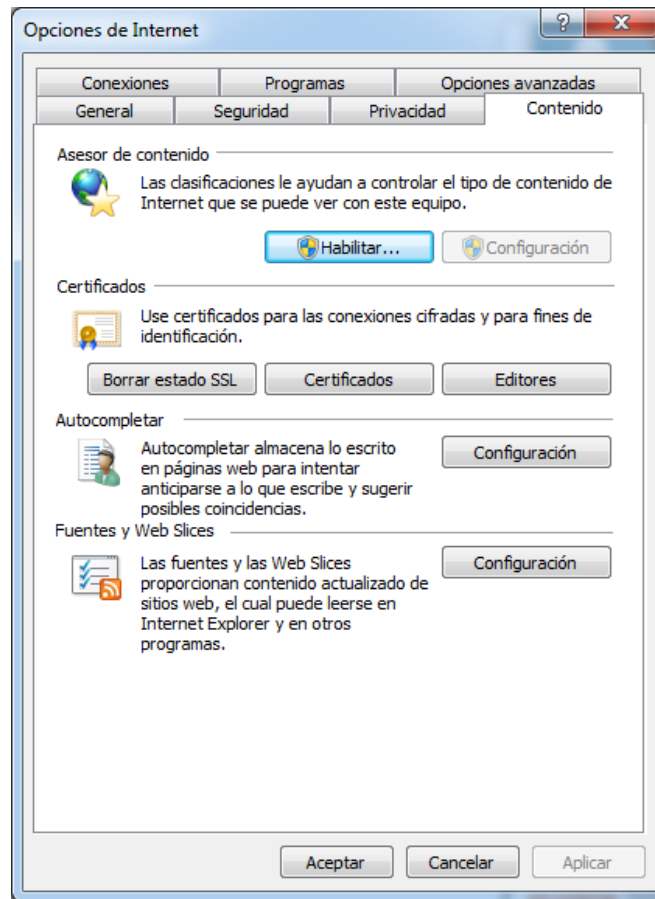 Opciones de Internet
Conexiones Programas Opciones avanzadas
General Seguridad Privacidad Contenido
Asesor de contenido
Las clasificaciones le ayudan a controlar el tipo de contenido de
Internet que se puede ver con este equipo.
Habilitar... Configuración
Certificados
Use certificados para las conexiones cifradas y para fines de
identificación.
Borrar estado SSL Certificados Editores
Autocompletar
Autocompletar almacena lo escrito
en páginas web para intentar
anticiparse a lo que escribe y sugerir
posibles coincidencias.
Configuración
Fuentes y Web Slices
Las fuentes y las Web Slices
proporcionan contenido actualizado de
sitios web, el cual puede leerse en
Internet Explorer y en otros
programas.
Configuración
Aceptar Cancelar Aplicar